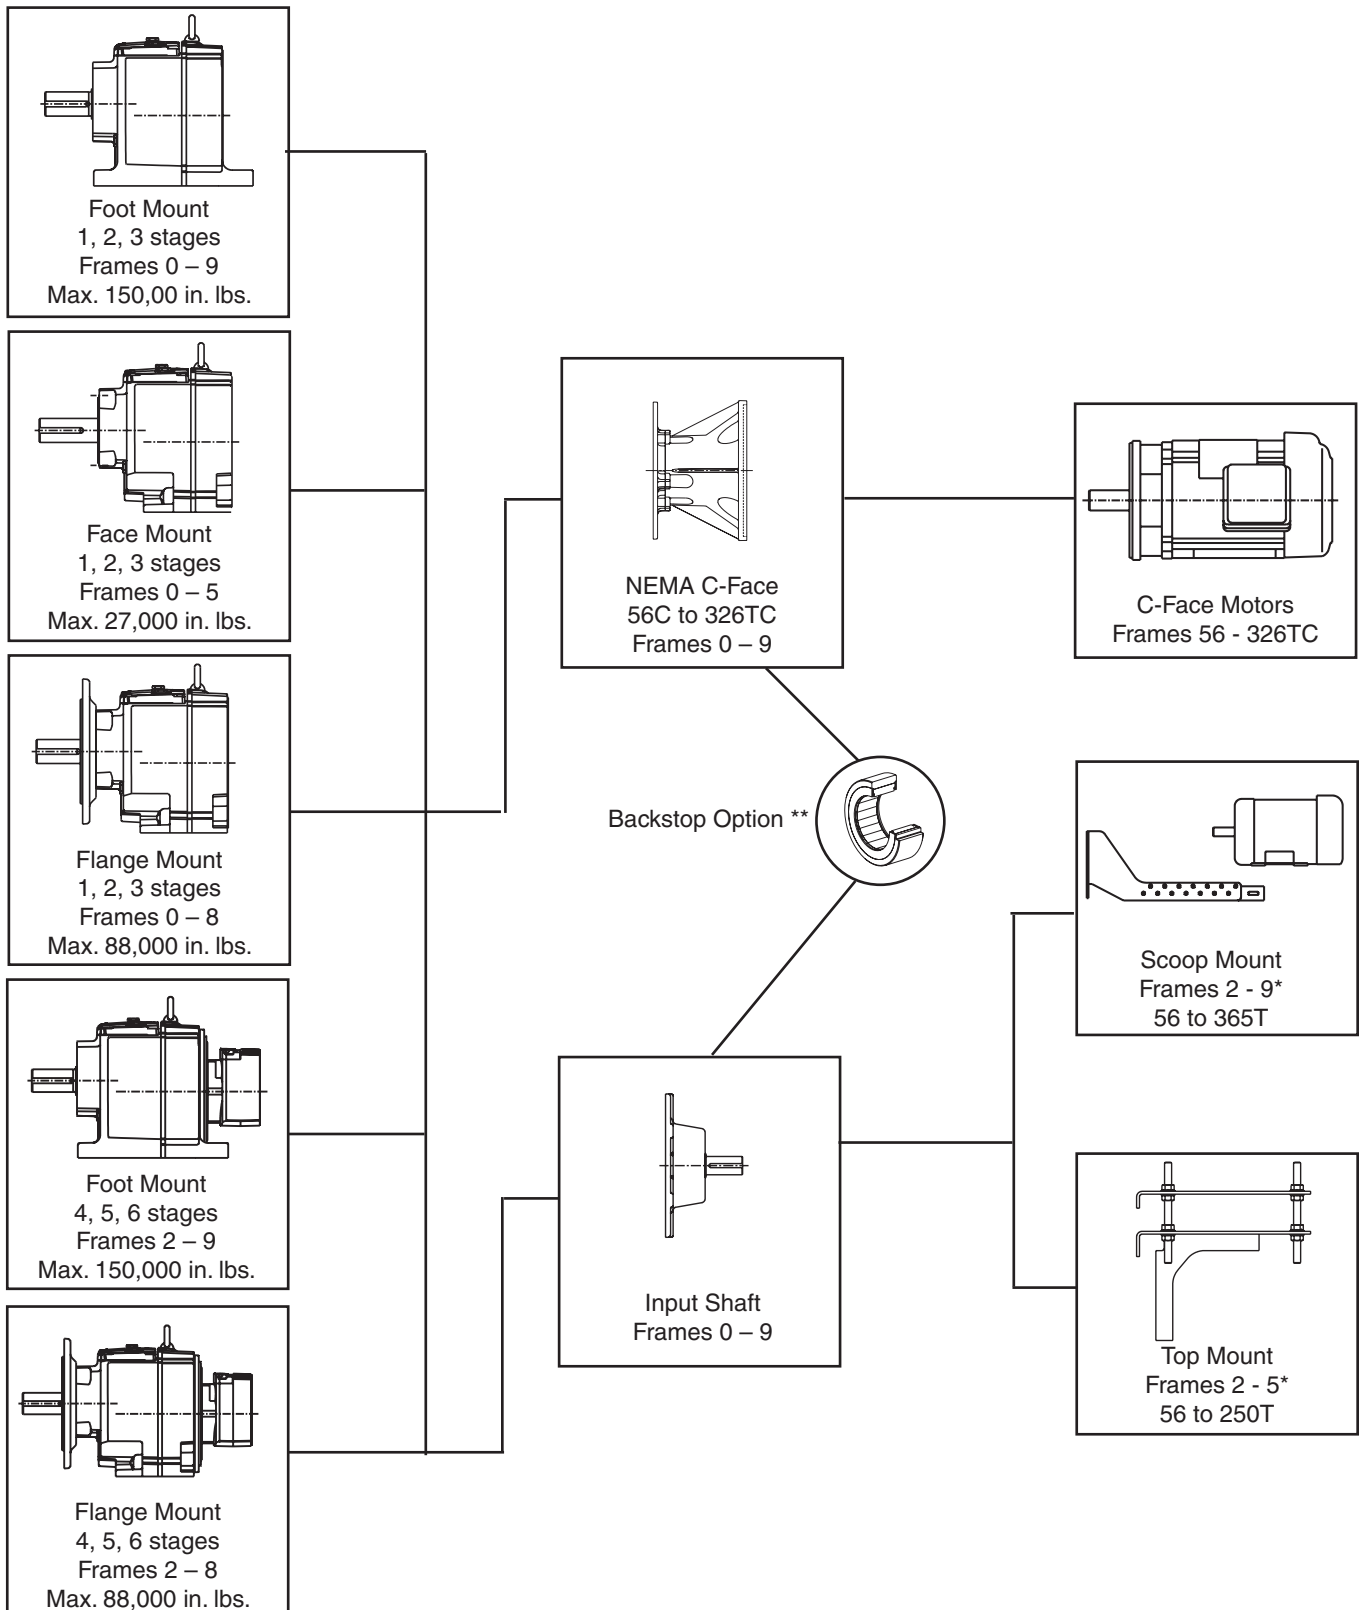 Foot Mount
1, 2, 3 stages
Frames 0 – 9
Max. 150,00 in. lbs.
Face Mount
1, 2, 3 stages
Frames 0 – 5
Max. 27,000 in. lbs.
Flange Mount
1, 2, 3 stages
Frames 0 – 8
Max. 88,000 in. lbs.
Foot Mount
4, 5, 6 stages
Frames 2 – 9
Max. 150,000 in. lbs.
Flange Mount
4, 5, 6 stages
Frames 2 – 8
Max. 88,000 in. lbs.
NEMA C-Face
56C to 326TC
Frames 0 – 9
Backstop Option **
Input Shaft
Frames 0 – 9
C-Face Motors
Frames 56 - 326TC
Scoop Mount
Frames 2 - 9*
56 to 365T
Top Mount
Frames 2 - 5*
56 to 250T